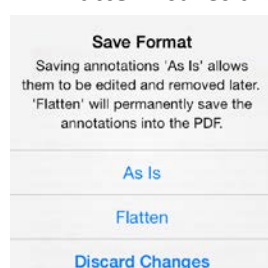 Save Format
Saving annotations 'As Is' allows
them to be edited and removed later.
'Flatten' will permanently save the
annotations into the PDF.
As Is
Flatten
Discard Changes